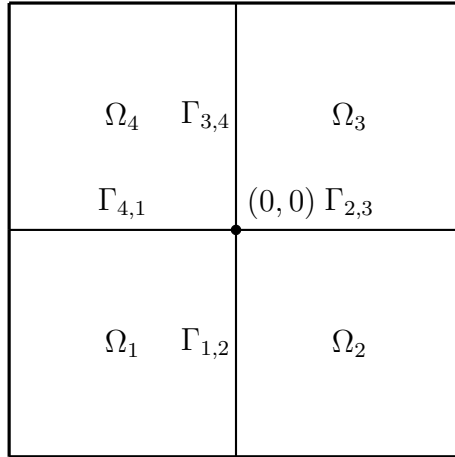 Ω₄ Γ₃,₄ Ω₃
Γ₄,₁ (0, 0) Γ₂,₃
Ω₁ Γ₁,₂ Ω₂